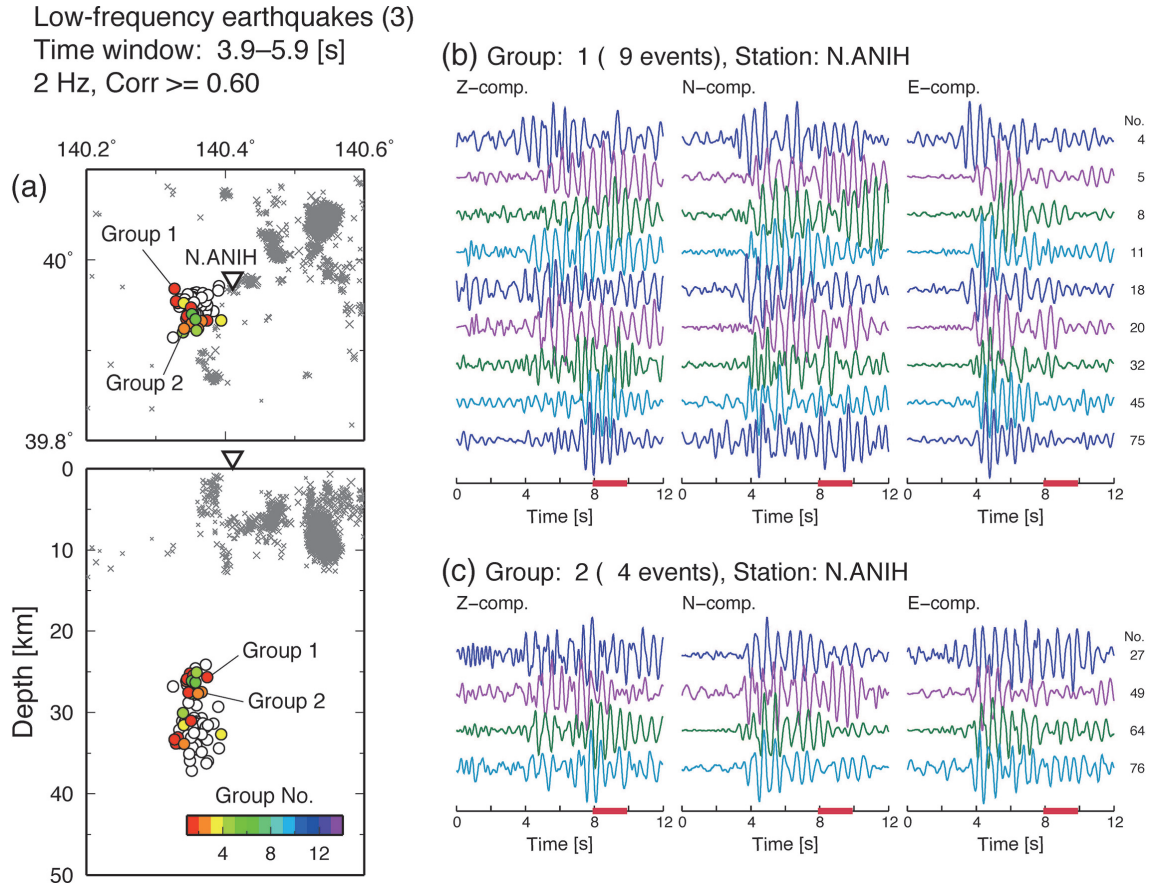 Low-frequency earthquakes (3)
Time window: 3.9–5.9 [s]
2 Hz, Corr >= 0.60
(a)
140.2° 140.4° 140.6°
Group 1
N.ANIH
40°
Group 2
39.8°
0
10
20
30
40
50
Depth [km]
Group 1
Group 2
Group No.
4 8 12
(b) Group: 1 ( 9 events), Station: N.ANIH
Z−comp. N−comp. E−comp.
No.
4
5
8
11
18
20
32
45
75
0 4 8 12 0 4 8 12 0 4 8 12
Time [s] Time [s] Time [s]
(c) Group: 2 ( 4 events), Station: N.ANIH
Z−comp. N−comp. E−comp.
No.
27
49
64
76
0 4 8 12 0 4 8 12 0 4 8 12
Time [s] Time [s] Time [s]